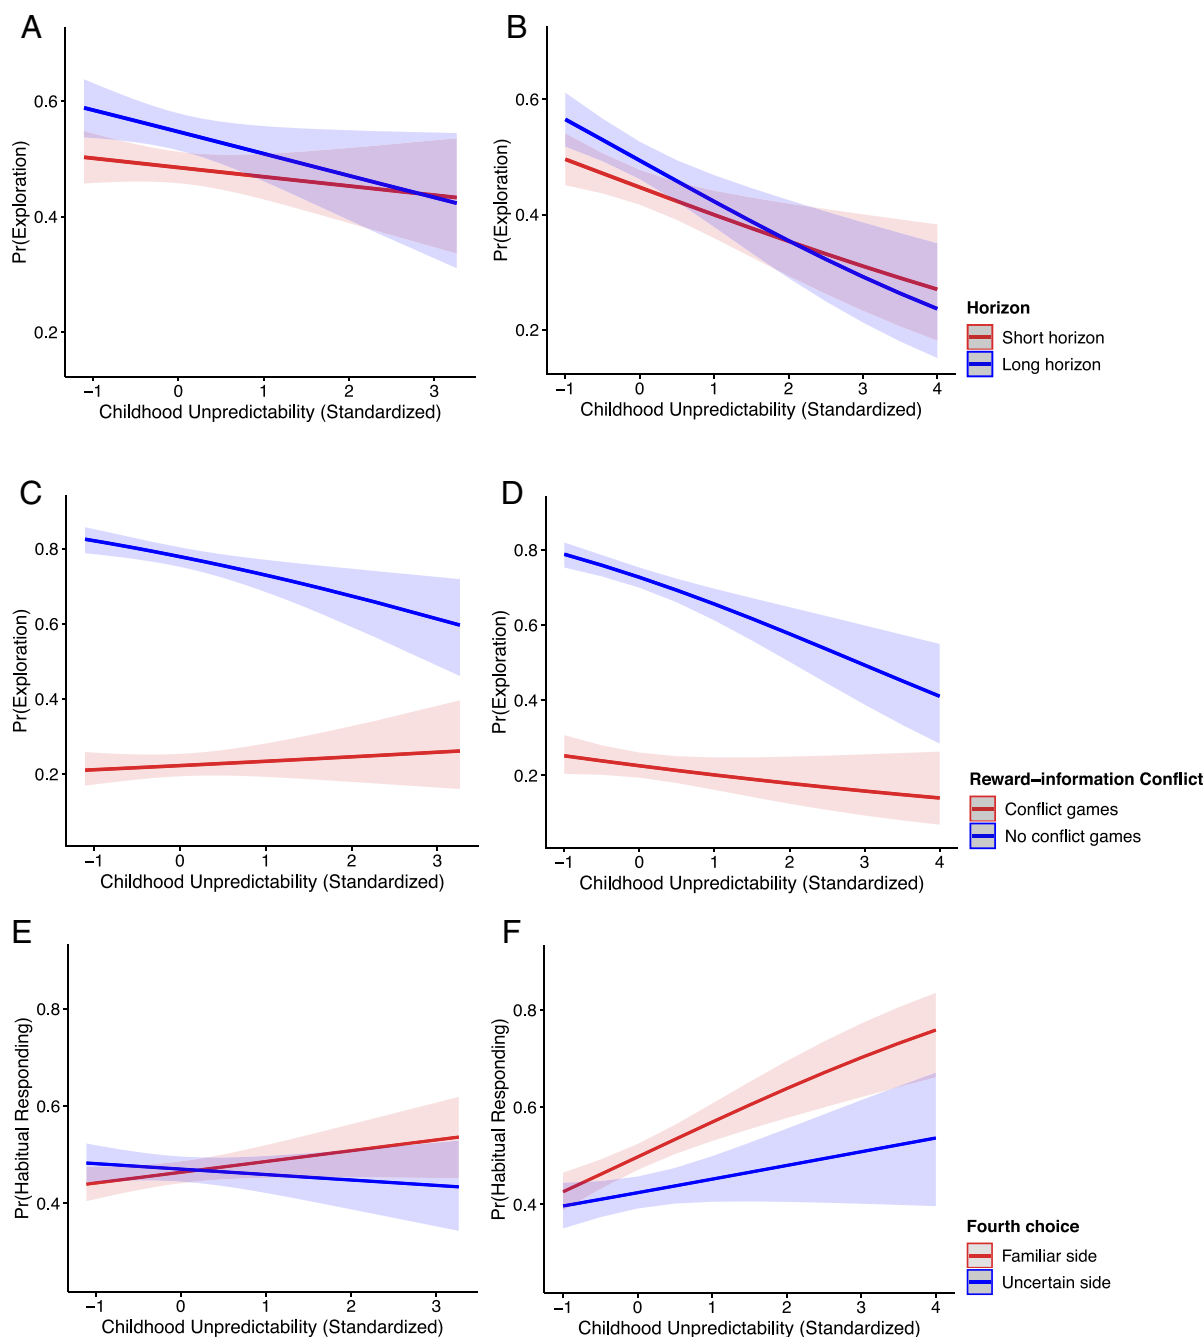 A
Pr(Exploration)
0.6
0.4
0.2
−1 0 1 2 3
Childhood Unpredictability (Standardized)
B
Pr(Exploration)
0.6
0.4
0.2
−1 0 1 2 3 4
Childhood Unpredictability (Standardized)
Horizon
Short horizon
Long horizon
C
Pr(Exploration)
0.8
0.6
0.4
0.2
−1 0 1 2 3
Childhood Unpredictability (Standardized)
D
Pr(Exploration)
0.8
0.6
0.4
0.2
−1 0 1 2 3 4
Childhood Unpredictability (Standardized)
Reward−information Conflict
Conflict games
No conflict games
E
Pr(Habitual Responding)
0.8
0.6
0.4
−1 0 1 2 3
Childhood Unpredictability (Standardized)
F
Pr(Habitual Responding)
0.8
0.6
0.4
−1 0 1 2 3 4
Childhood Unpredictability (Standardized)
Fourth choice
Familiar side
Uncertain side